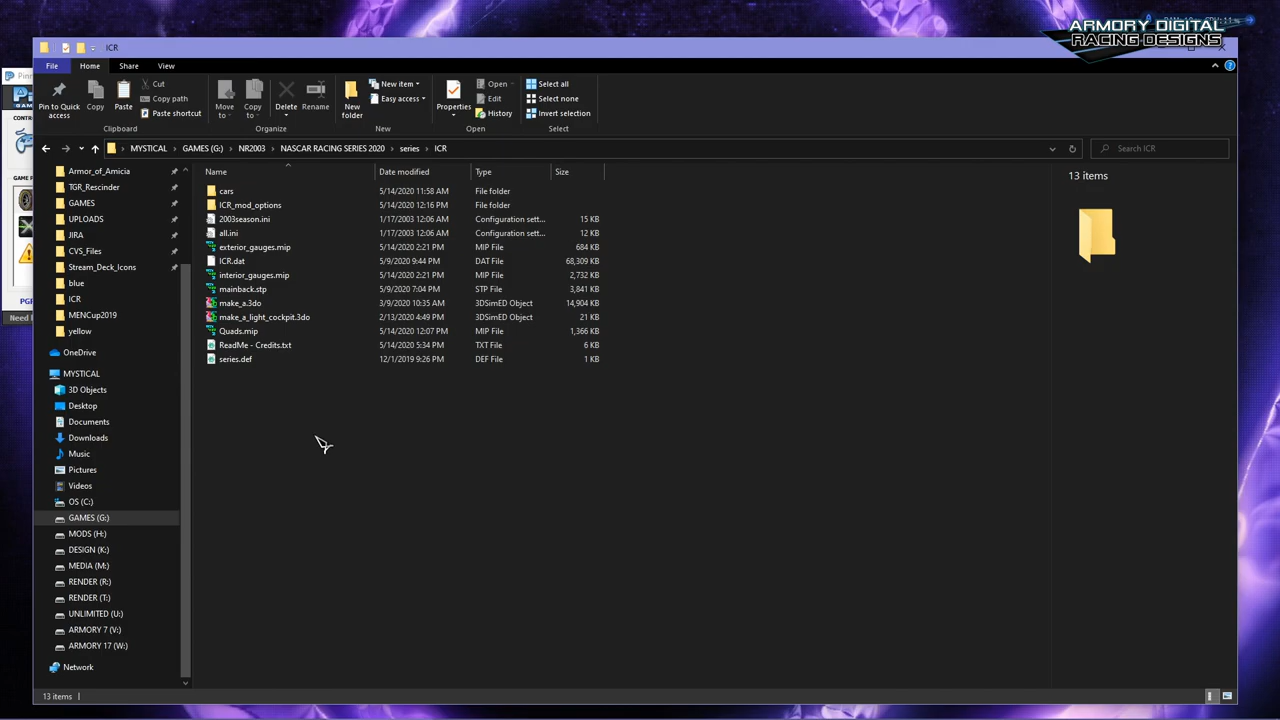 ARMORY DIGITAL
RACING DESIGNS
ICR
File Home Share View
Pin to Quick access
Copy
Paste
Cut
Copy path
Paste shortcut
Clipboard
Move to
Copy to
Delete
Rename
Organize
New folder
New item
Easy access
New
Properties
Open
Edit
History
Open
Select all
Select none
Invert selection
Select
MYSTICAL > GAMES (G:) > NR2003 > NASCAR RACING SERIES 2020 > series > ICR
Search ICR
Name Date modified Type Size
cars 5/14/2020 11:58 AM File folder
ICR_mod_options 5/14/2020 12:16 PM File folder
2003season.ini 1/17/2003 12:06 AM Configuration sett... 15 KB
all.ini 1/17/2003 12:06 AM Configuration sett... 12 KB
exterior_gauges.mip 5/14/2020 2:21 PM MIP File 684 KB
ICR.dat 5/9/2020 9:44 PM DAT File 68,309 KB
interior_gauges.mip 5/14/2020 2:21 PM MIP File 2,732 KB
mainback.stp 5/9/2020 7:04 PM STP File 3,841 KB
make_a.3do 3/9/2020 10:35 AM 3DSimED Object 14,904 KB
make_a_light_cockpit.3do 2/13/2020 4:49 PM 3DSimED Object 21 KB
Quads.mip 5/14/2020 12:07 PM MIP File 1,366 KB
ReadMe - Credits.txt 5/14/2020 5:34 PM TXT File 6 KB
series.def 12/1/2019 9:26 PM DEF File 1 KB
13 items
Armor_of_Amicia
TGR_Rescinder
GAMES
UPLOADS
JIRA
CVS_Files
Stream_Deck_Icons
blue
ICR
MENCup2019
yellow
OneDrive
MYSTICAL
3D Objects
Desktop
Documents
Downloads
Music
Pictures
Videos
OS (C:)
GAMES (G:)
MODS (H:)
DESIGN (K:)
MEDIA (M:)
RENDER (R:)
RENDER (T:)
UNLIMITED (U:)
ARMORY 7 (V:)
ARMORY 17 (W:)
Network
13 items